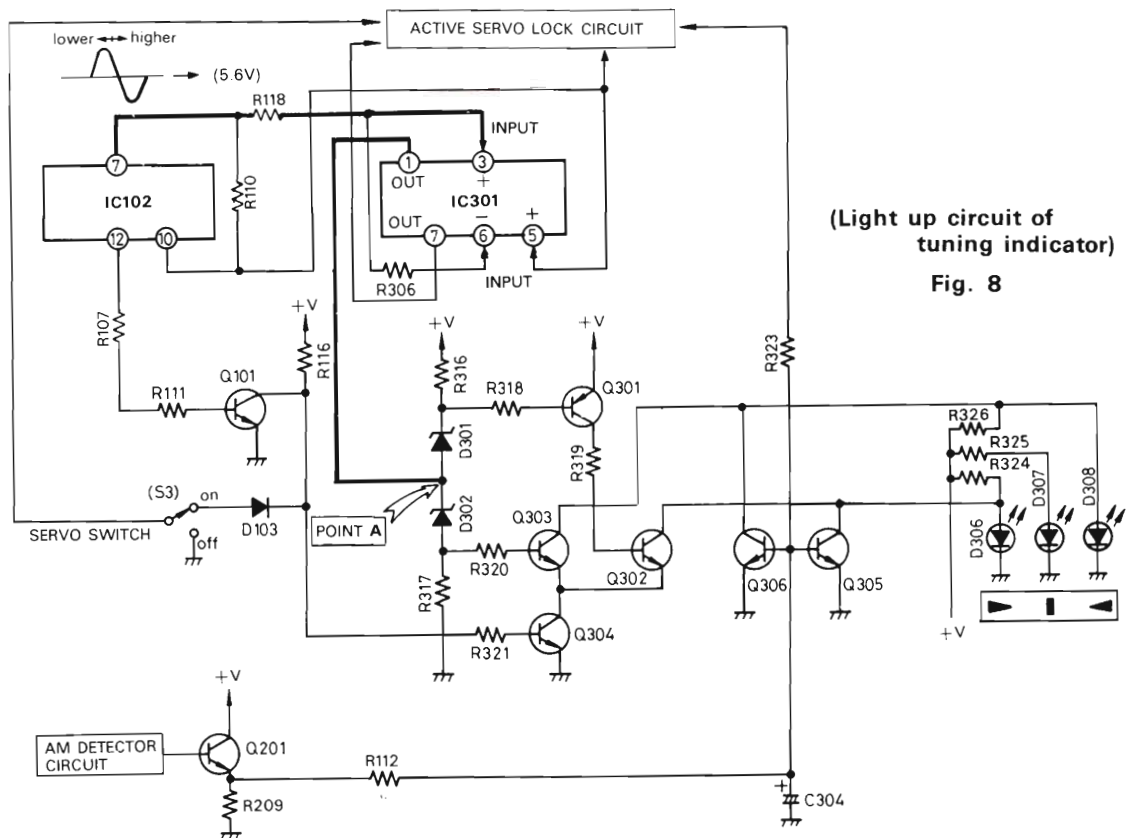 ACTIVE SERVO LOCK CIRCUIT
lower higher
(5.6V)
R118
INPUT
7
1
3
OUT
+
IC102
R110
IC301
OUT
−
+
12
10
7
6
5
R306
INPUT
(Light up circuit of
tuning indicator)
Fig. 8
R107
+V
R116
+V
+V
R323
R111
Q101
R316
R318
Q301
D301
R319
R326
R325
R324
D307
D308
(S3)
on
off
SERVO SWITCH
D103
POINT A
D302
Q303
D306
R320
Q302
Q306
Q305
R317
R321
Q304
+V
+V
AM DETECTOR
CIRCUIT
Q201
R112
R209
+
C304